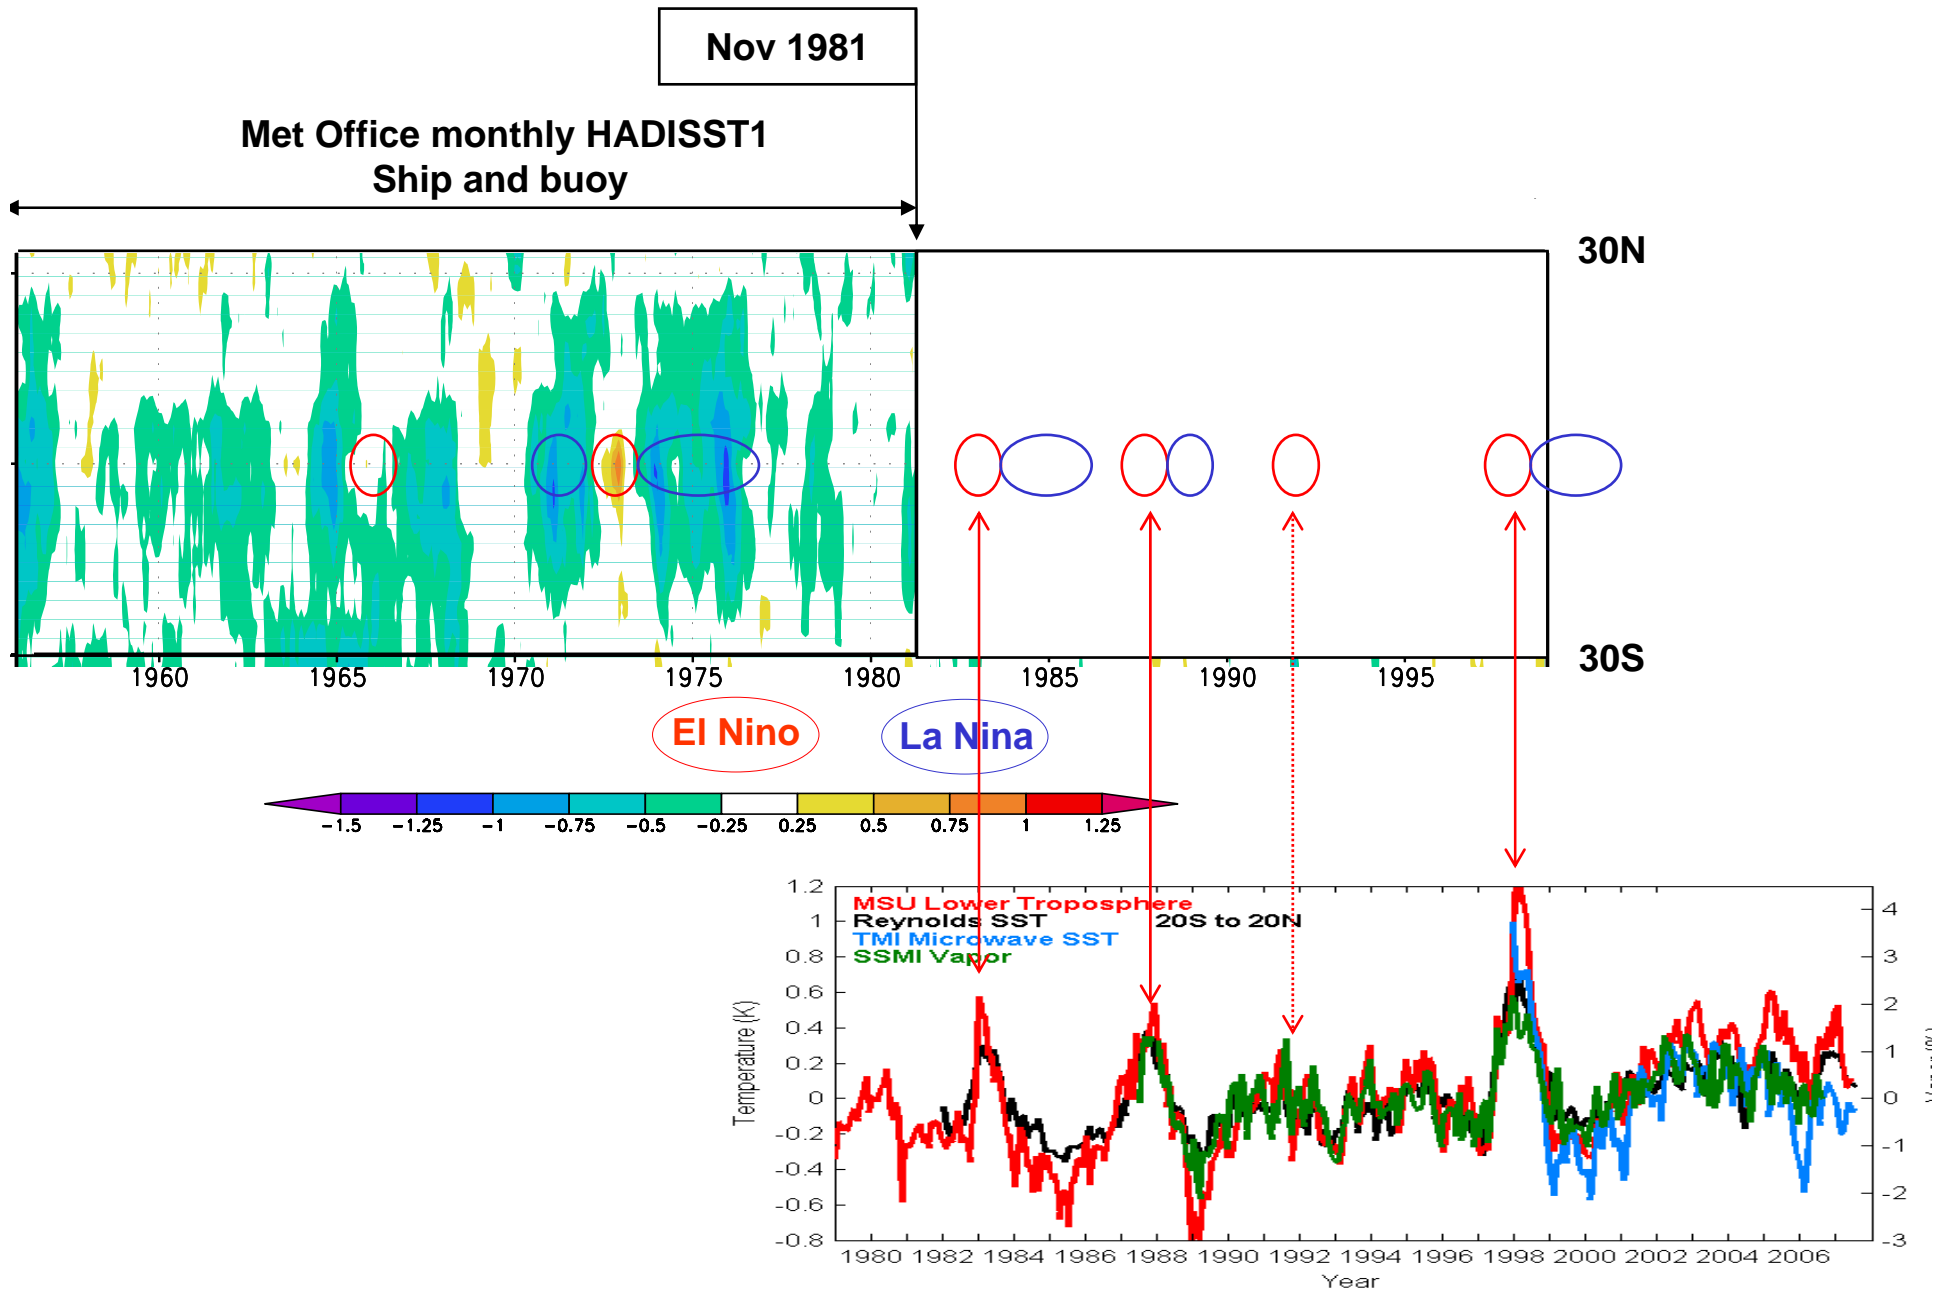 Nov 1981
Met Office monthly HADISST1
Ship and buoy
30N
30S
1960 1965 1970 1975 1980 1985 1990 1995
El Nino La Nina
-1.5 -1.25 -1 -0.75 -0.5 -0.25 0.25 0.5 0.75 1 1.25
MSU Lower Troposphere
Reynolds SST 20S to 20N
TMI Microwave SST
SSMI Vapor
1.2
1
0.8
0.6
0.4
0.2
0
-0.2
-0.4
-0.6
-0.8
Temperature (K)
4
3
2
1
0
-1
-2
-3
1980 1982 1984 1986 1988 1990 1992 1994 1996 1998 2000 2002 2004 2006
Year